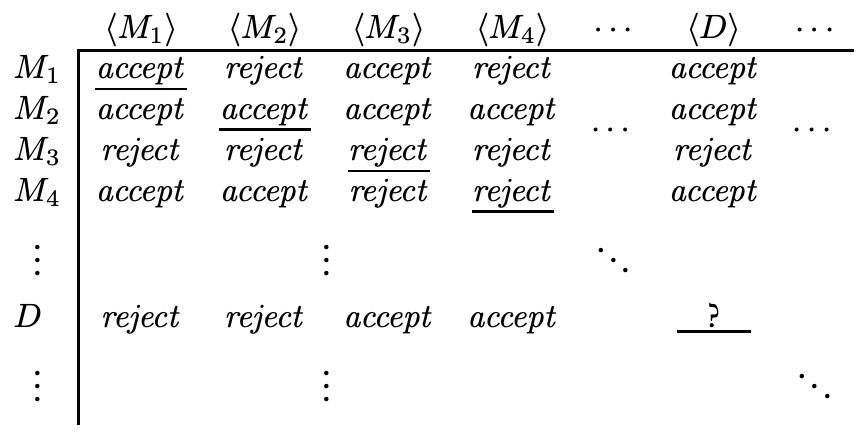 ⟨M₁⟩ ⟨M₂⟩ ⟨M₃⟩ ⟨M₄⟩ ⋯ ⟨D⟩ ⋯
M₁ accept reject accept reject accept
M₂ accept accept accept accept ⋯ accept ⋯
M₃ reject reject reject reject reject
M₄ accept accept reject reject accept
⋮ ⋮ ⋱
D reject reject accept accept ?
⋮ ⋮ ⋱